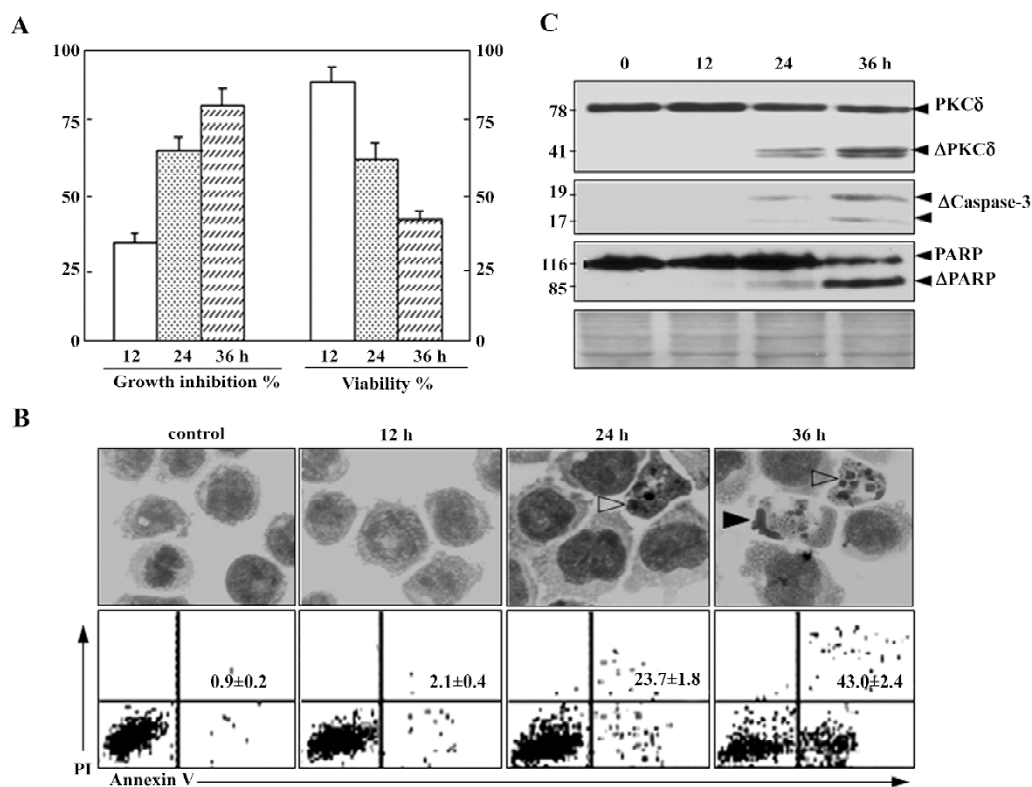 A
100
75
50
25
0
100
75
50
25
0
12 24 36 h
Growth inhibition %
12 24 36 h
Viability %
C
0 12 24 36 h
78
PKCδ
41
ΔPKCδ
19
ΔCaspase-3
17
116
PARP
85
ΔPARP
B
control 12 h 24 h 36 h
0.9±0.2 2.1±0.4 23.7±1.8 43.0±2.4
PI
Annexin V